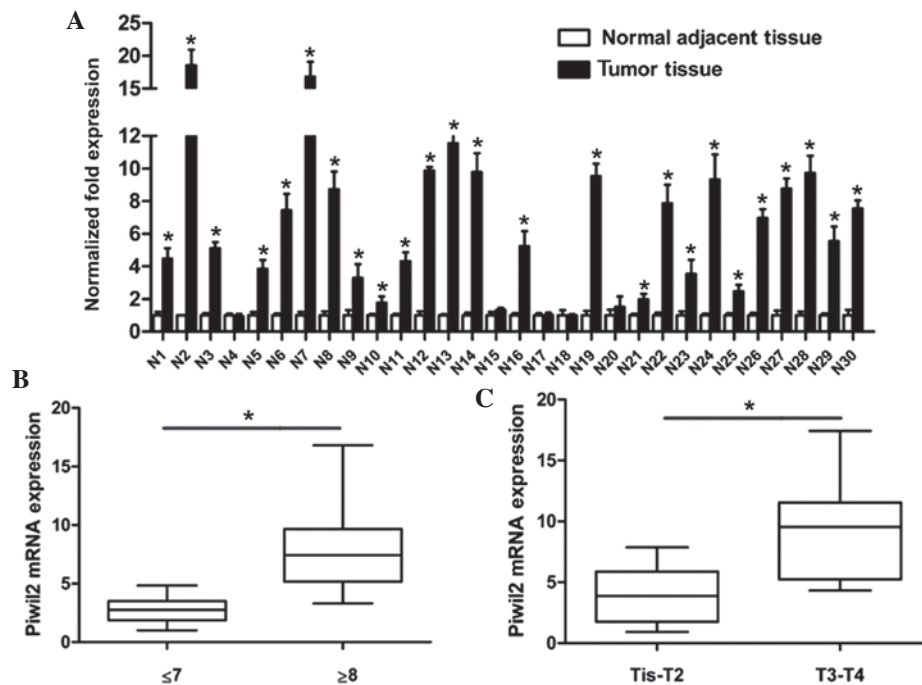 A
Normalized fold expression
25
20
15
12
10
8
6
4
2
0
* * * * * * * * * * * * * * * * * * * * * * * * *
Normal adjacent tissue
Tumor tissue
N1 N2 N3 N4 N5 N6 N7 N8 N9 N10 N11 N12 N13 N14 N15 N16 N17 N18 N19 N20 N21 N22 N23 N24 N25 N26 N27 N28 N29 N30
B
Piwil2 mRNA expression
20
15
10
5
0
*
≤7 ≥8
C
Piwil2 mRNA expression
20
15
10
5
0
*
Tis-T2 T3-T4